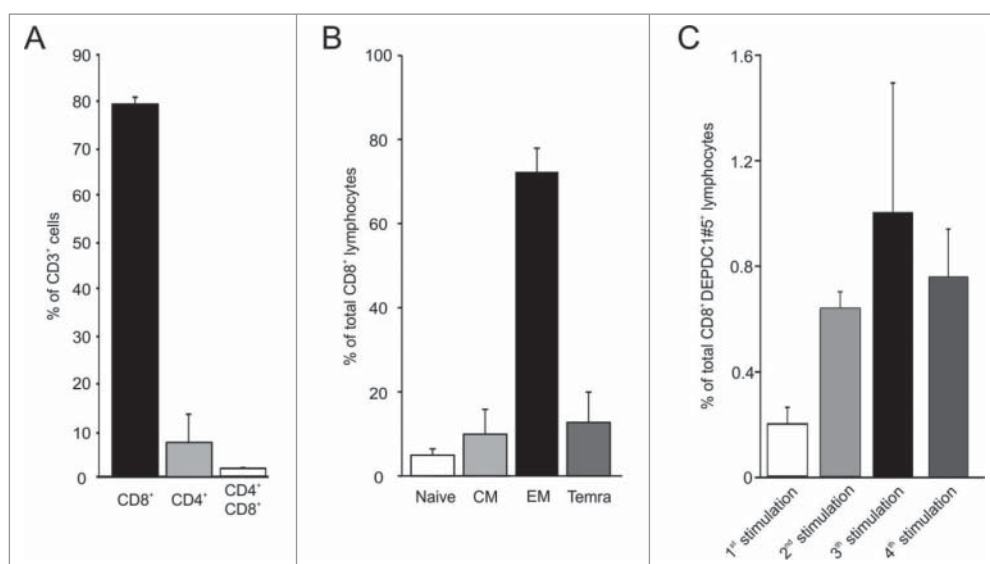 A
% of CD3⁺ cells
90
80
70
60
50
40
30
20
10
0
CD8⁺
CD4⁺
CD4⁺
CD8⁺
B
% of total CD8⁺ lymphocytes
100
80
60
40
20
0
Naive
CM
EM
Temra
C
% of total CD8⁺ DEPDC1#5⁺ lymphocytes
1.6
1.2
0.8
0.4
0
1ˢᵗ stimulation
2ⁿᵈ stimulation
3ᵗʰ stimulation
4ᵗʰ stimulation